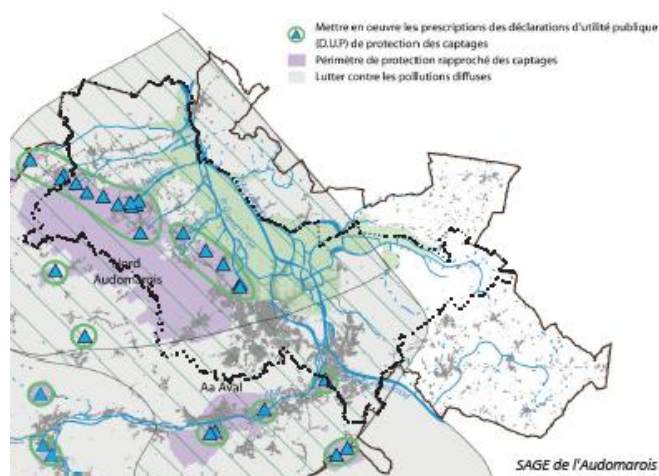 Mettre en oeuvre les prescriptions des déclarations d'utilité publique
(D.U.P) de protection des captages
Périmètre de protection rapproché des captages
Lutter contre les pollutions diffuses
Nord
Audomarois
Aa Aval
SAGE de l'Audomarois